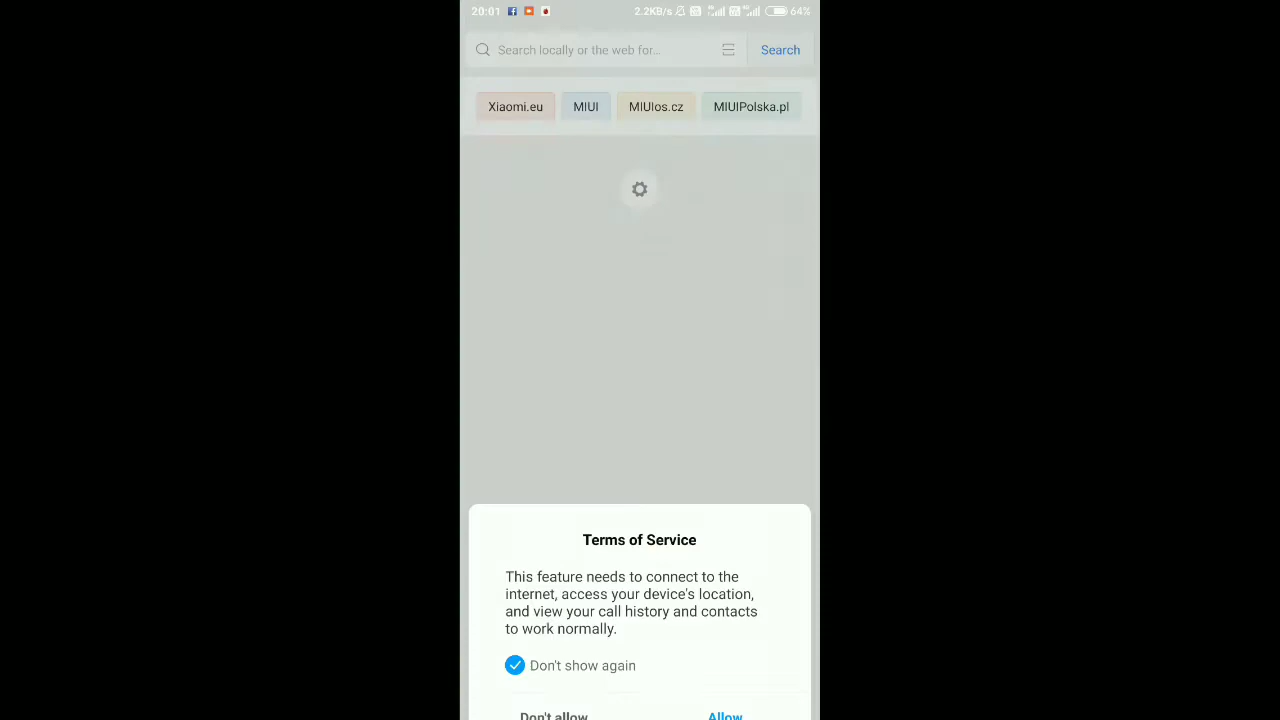 20:01 2.2KB/s 64%
Search locally or the web for... Search
Xiaomi.eu MIUI MIUIos.cz MIUIPolska.pl
Terms of Service
This feature needs to connect to the
internet, access your device's location,
and view your call history and contacts
to work normally.
Don't show again
Don't allow Allow